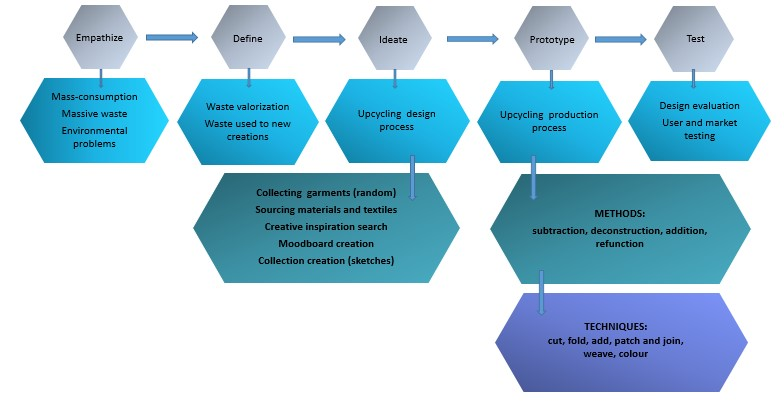 Empathize
Define
Ideate
Prototype
Test
Mass-consumption
Massive waste
Environmental
problems
Waste valorization
Waste used to new
creations
Upcycling design
process
Upcycling production
process
Design evaluation
User and market
testing
Collecting garments (random)
Sourcing materials and textiles
Creative inspiration search
Moodboard creation
Collection creation (sketches)
METHODS:
subtraction, deconstruction, addition,
refunction
TECHNIQUES:
cut, fold, add, patch and join,
weave, colour